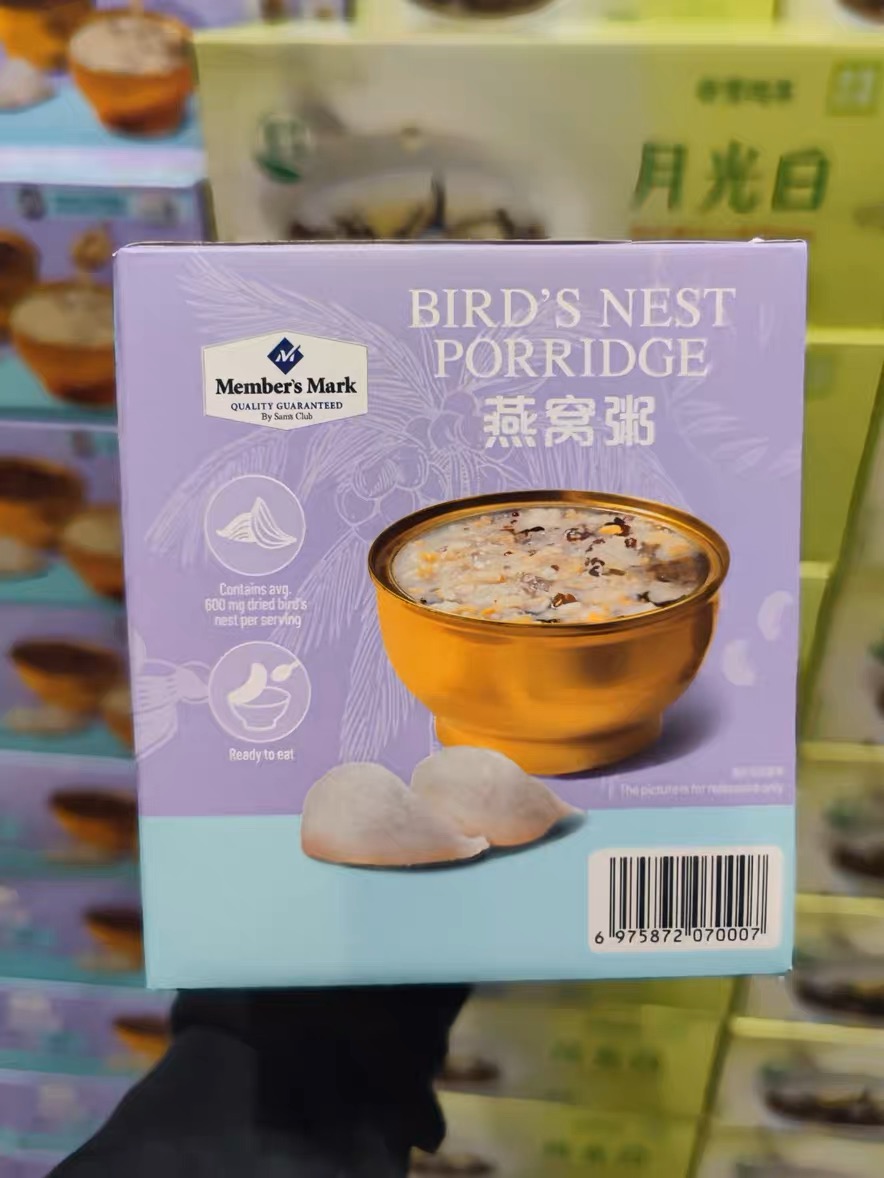 月光白
BIRD'S NEST
PORRIDGE
燕窝粥
Member's Mark
QUALITY GUARANTEED
By Sam's Club
Contains avg.
600 mg dried bird's
nest per serving
Ready to eat
The picture is for
only
6 975872 070007